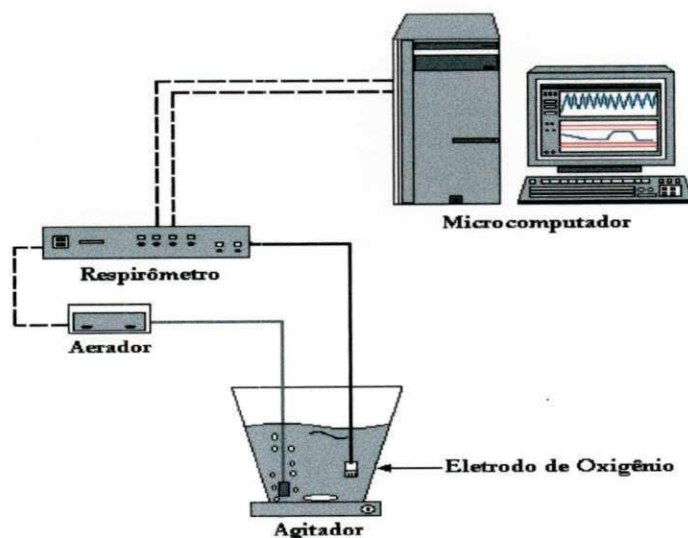 Microcomputador
Respirômetro
Aerador
Eletrodo de Oxigênio
Agitador